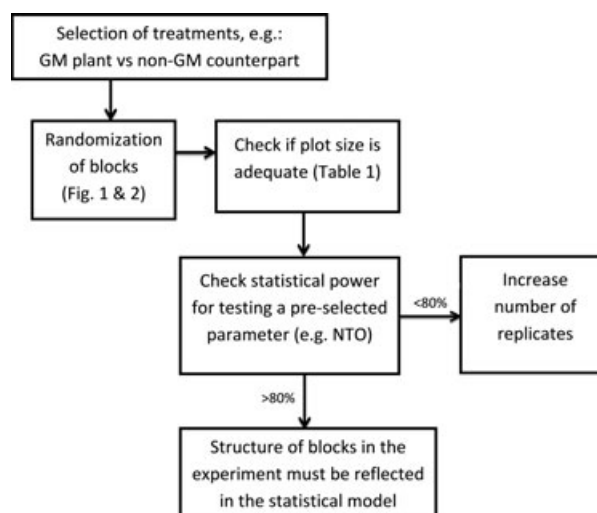 Selection of treatments, e.g.:
GM plant vs non-GM counterpart
Randomization
of blocks
(Fig. 1 & 2)
Check if plot size is
adequate (Table 1)
Check statistical power
for testing a pre-selected
parameter (e.g. NTO)
<80%
Increase
number of
replicates
>80%
Structure of blocks in the
experiment must be reflected
in the statistical model